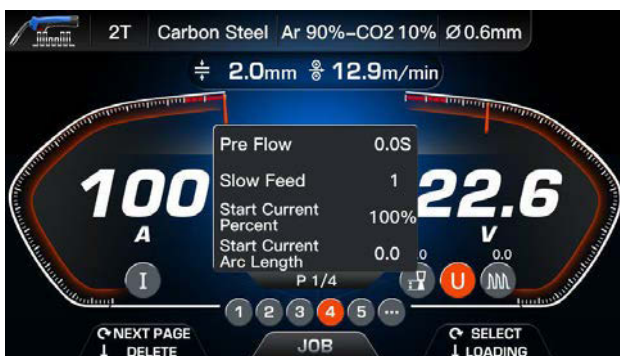 2T Carbon Steel Ar 90%–CO2 10% Ø 0.6mm
2.0mm 12.9m/min
Pre Flow 0.0S
Slow Feed 1
Start Current Percent 100%
Start Current Arc Length 0.0
100 22.6
A V
0 0.0
P 1/4
I U
1 2 3 4 5 ...
NEXT PAGE SELECT
DELETE JOB LOADING